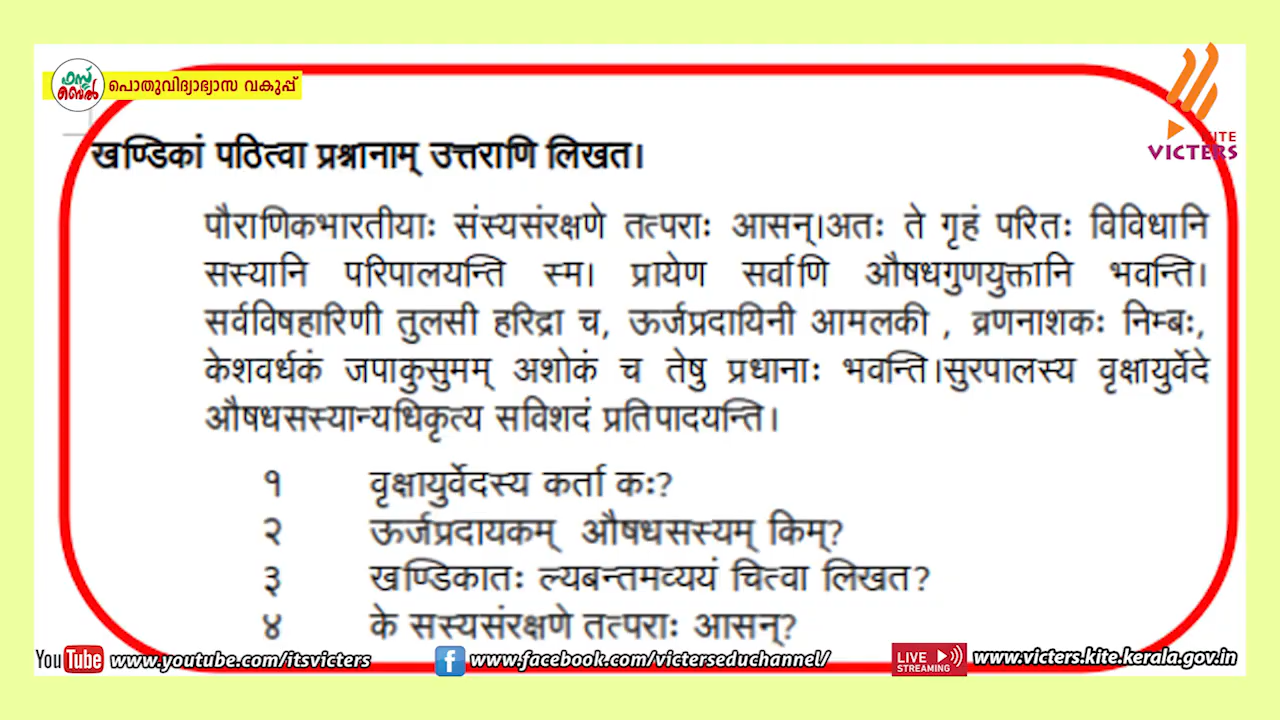 ഫസ്റ്റ്
ബെൽ
പൊതുവിദ്യാഭ്യാസ വകുപ്പ്
KITE
VICTERS
खण्डिकां पठित्वा प्रश्नानाम् उत्तराणि लिखत।
पौराणिकभारतीयाः संस्यसंरक्षणे तत्पराः आसन्।अतः ते गृहं परितः विविधानि
सस्यानि परिपालयन्ति स्म। प्रायेण सर्वाणि औषधगुणयुक्तानि भवन्ति।
सर्वविषहारिणी तुलसी हरिद्रा च, ऊर्जप्रदायिनी आमलकी , व्रणनाशकः निम्बः,
केशवर्धकं जपाकुसुमम् अशोकं च तेषु प्रधानाः भवन्ति।सुरपालस्य वृक्षायुर्वेदे
औषधसस्यान्यधिकृत्य सविशदं प्रतिपादयन्ति।
१ वृक्षायुर्वेदस्य कर्ता कः?
२ ऊर्जप्रदायकम् औषधसस्यम् किम्?
३ खण्डिकातः ल्यबन्तमव्ययं चित्वा लिखत?
४ के सस्यसंरक्षणे तत्पराः आसन्?
YouTube www.youtube.com/itsvicters f www.facebook.com/victerseduchannel/ LIVE STREAMING www.victers.kite.kerala.gov.in